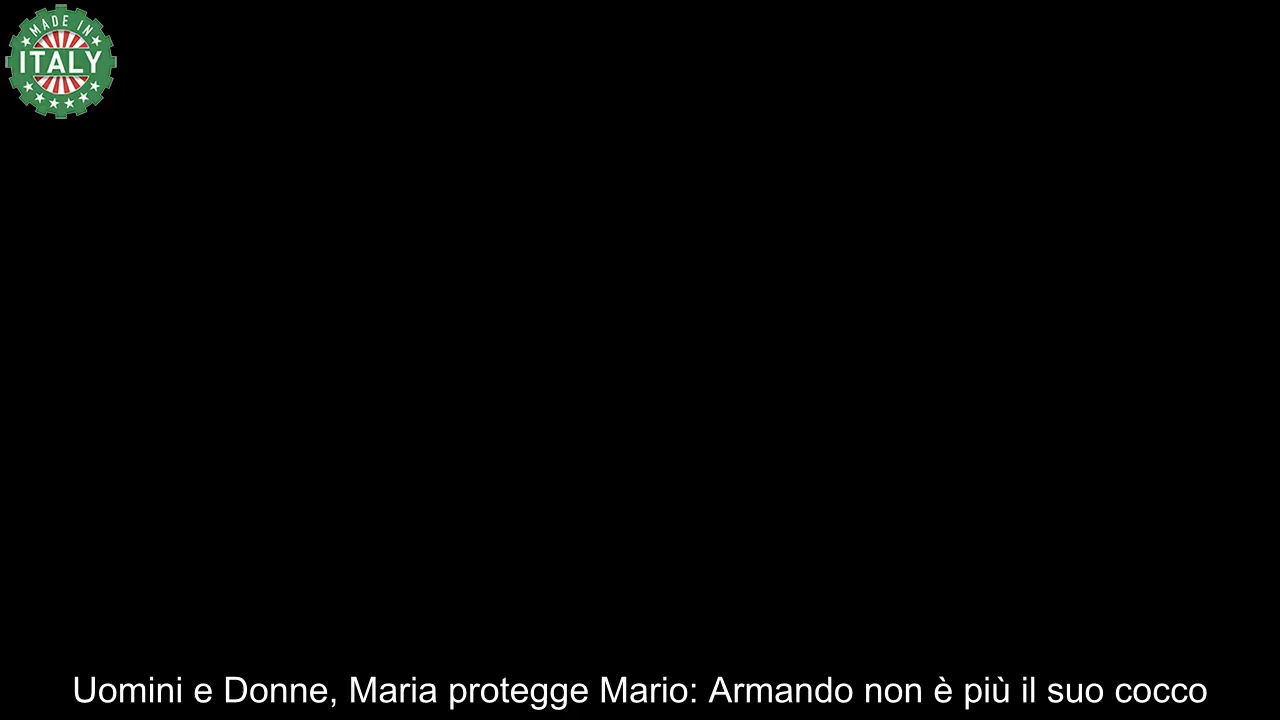 MADE IN
ITALY
Uomini e Donne, Maria protegge Mario: Armando non è più il suo cocco